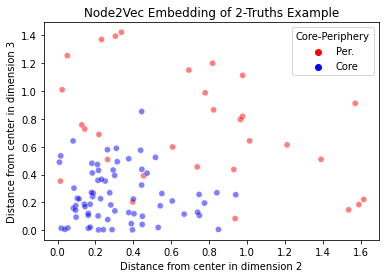 Node2Vec Embedding of 2-Truths Example
Core-Periphery
Per.
Core
Distance from center in dimension 3
1.4
1.2
1.0
0.8
0.6
0.4
0.2
0.0
0.0 0.2 0.4 0.6 0.8 1.0 1.2 1.4 1.6
Distance from center in dimension 2